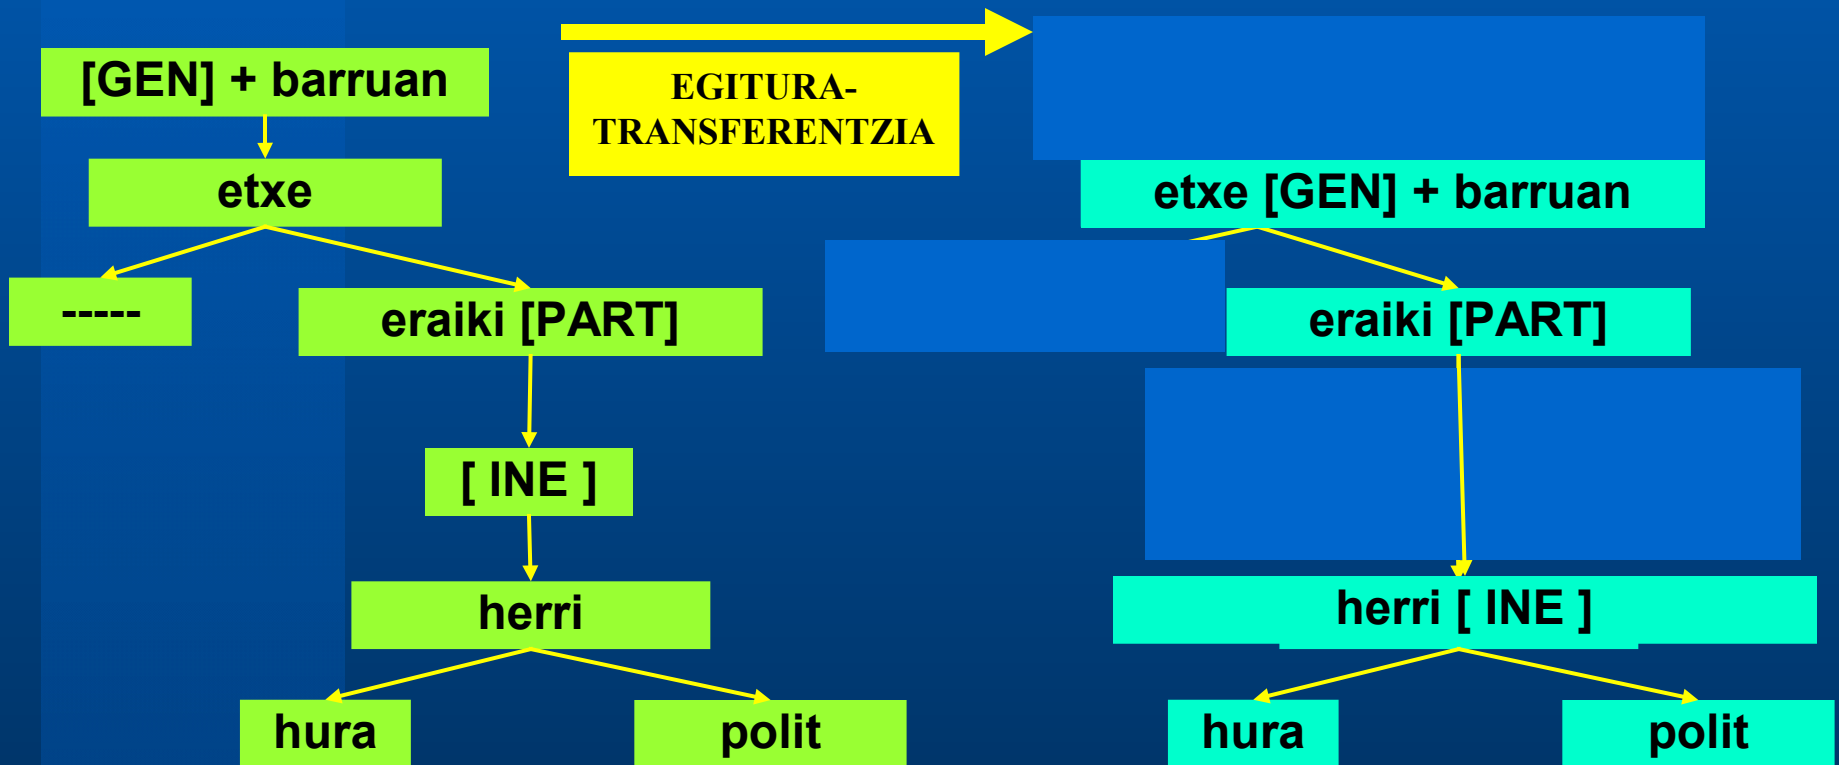 [GEN] + barruan
etxe
-----
eraiki [PART]
[ INE ]
herri
hura
polit
EGITURA-
TRANSFERENTZIA
etxe [GEN] + barruan
eraiki [PART]
herri [ INE ]
hura
polit